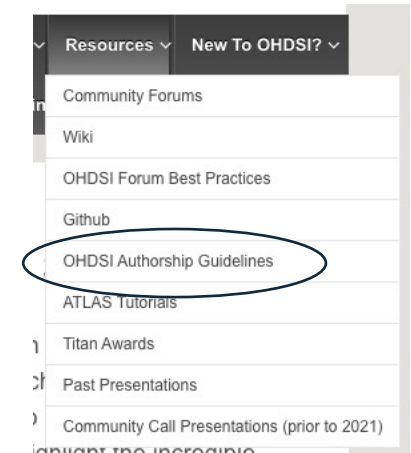 Resources New To OHDSI?
in
Community Forums
Wiki
OHDSI Forum Best Practices
Github
OHDSI Authorship Guidelines
ATLAS Tutorials
Titan Awards
Past Presentations
Community Call Presentations (prior to 2021)